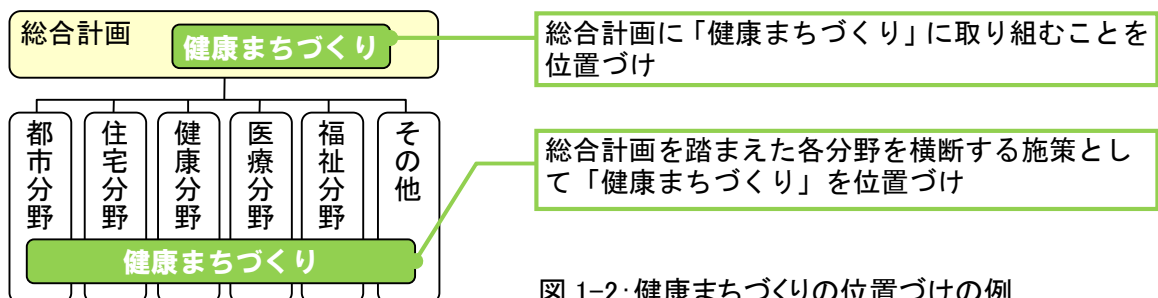 総合計画
健康まちづくり
総合計画に「健康まちづくり」に取り組むことを
位置づけ
都市分野
住宅分野
健康分野
医療分野
福祉分野
その他
総合計画を踏まえた各分野を横断する施策とし
て「健康まちづくり」を位置づけ
健康まちづくり
図 1-2:健康まちづくりの位置づけの例